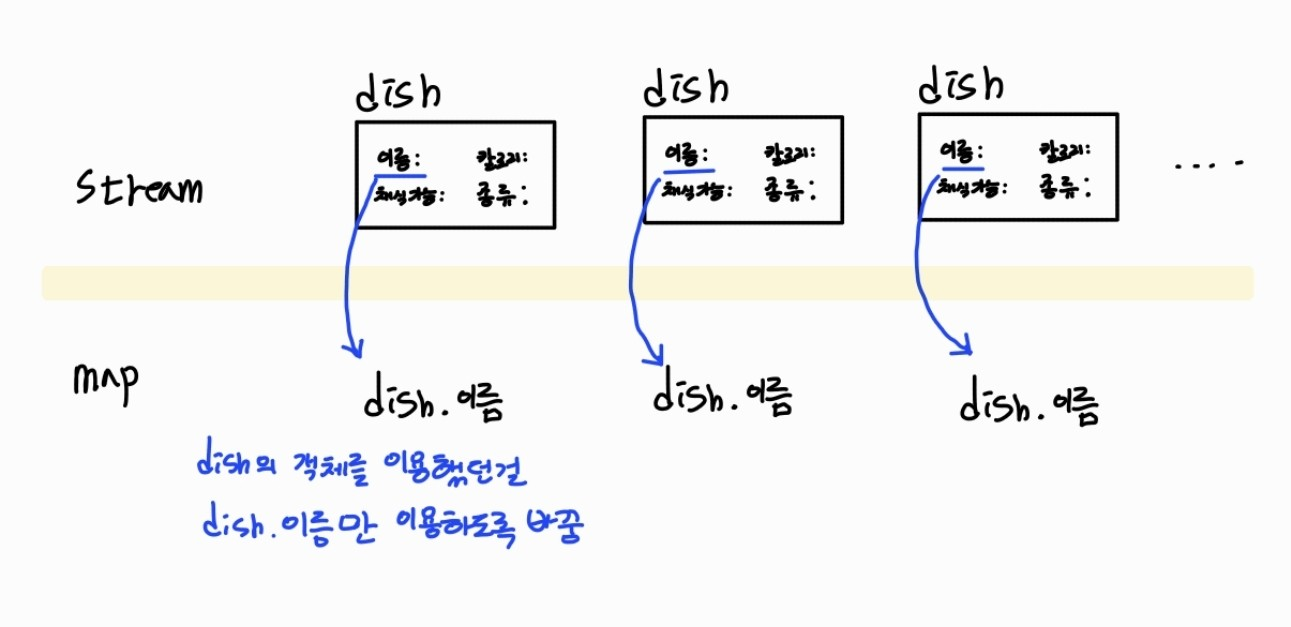 dish dish dish
이름: 칼로리: 이름: 칼로리: 이름: 칼로리:
stream 채식가능: 종류: 채식가능: 종류: 채식가능: 종류: ....
map dish.이름 dish.이름 dish.이름
dish의 객체를 이용했던걸
dish.이름만 이용하도록 바꿈